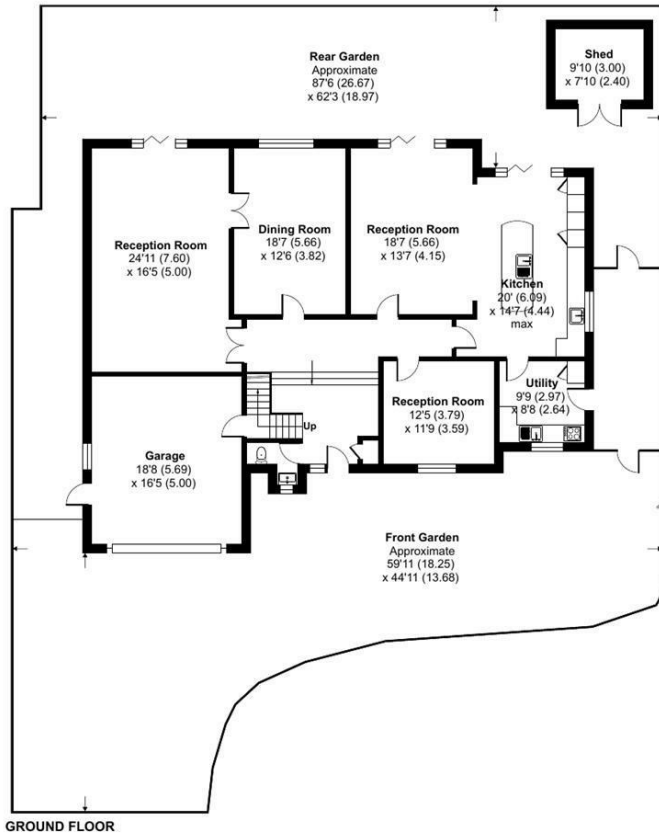 Rear Garden
Approximate
87'6 (26.67)
x 62'3 (18.97)
Shed
9'10 (3.00)
x 7'10 (2.40)
Reception Room
24'11 (7.60)
x 16'5 (5.00)
Dining Room
18'7 (5.66)
x 12'6 (3.82)
Reception Room
18'7 (5.66)
x 13'7 (4.15)
Kitchen
20' (6.09)
x 14'7 (4.44)
max
Utility
9'9 (2.97)
x 8'8 (2.64)
Reception Room
12'5 (3.79)
x 11'9 (3.59)
Up
Garage
18'8 (5.69)
x 16'5 (5.00)
Front Garden
Approximate
59'11 (18.25)
x 44'11 (13.68)
GROUND FLOOR